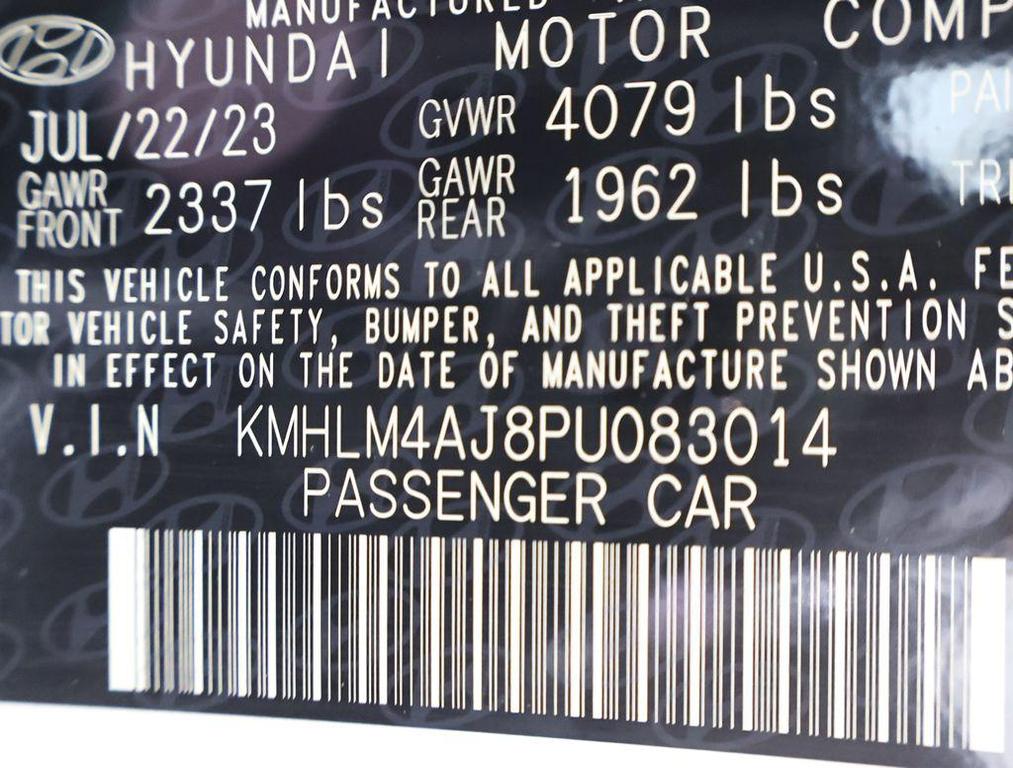 MANUFACTURED
HYUNDAI MOTOR COMP
JUL/22/23 GVWR 4079 lbs PAI
GAWR FRONT 2337 lbs GAWR REAR 1962 lbs TRI
THIS VEHICLE CONFORMS TO ALL APPLICABLE U.S.A. FE
TOR VEHICLE SAFETY, BUMPER, AND THEFT PREVENTION S
IN EFFECT ON THE DATE OF MANUFACTURE SHOWN AB
V.I.N KMHLM4AJ8PU083014
PASSENGER CAR